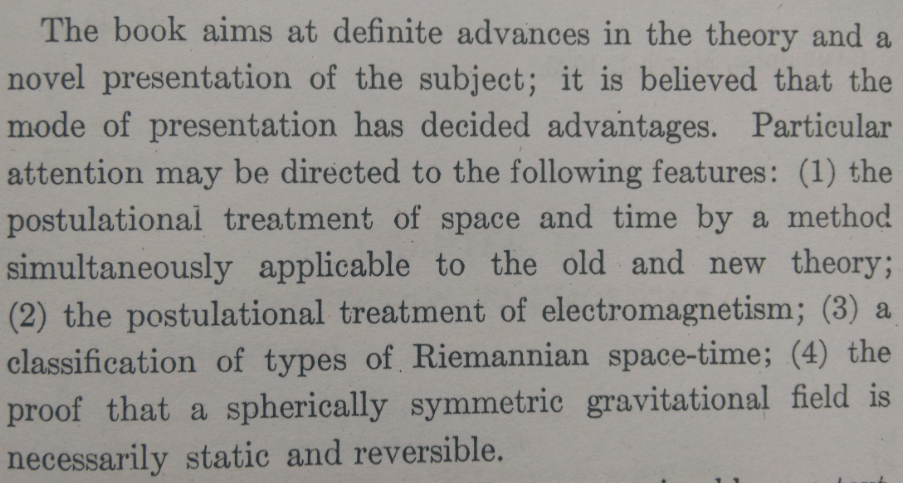 The book aims at definite advances in the theory and a
novel presentation of the subject; it is believed that the
mode of presentation has decided advantages. Particular
attention may be directed to the following features: (1) the
postulational treatment of space and time by a method
simultaneously applicable to the old and new theory;
(2) the postulational treatment of electromagnetism; (3) a
classification of types of Riemannian space-time; (4) the
proof that a spherically symmetric gravitational field is
necessarily static and reversible.